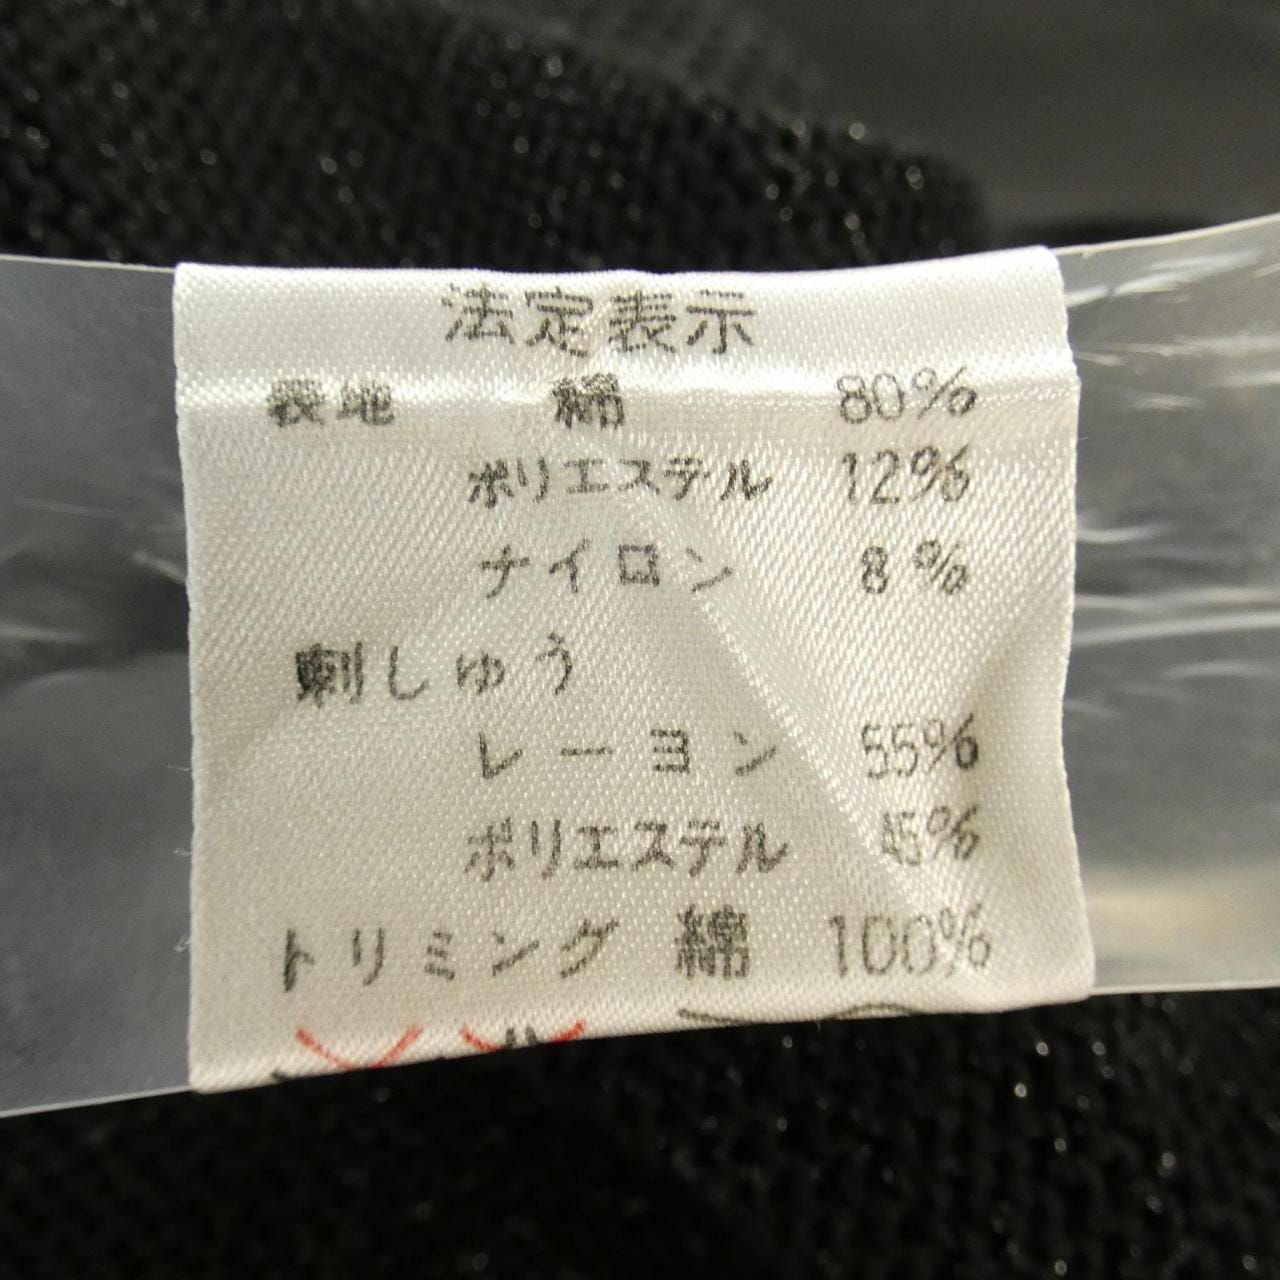 法定表示
表地 綿 80%
ポリエステル 12%
ナイロン 8%
刺しゅう
レーヨン 55%
ポリエステル 45%
トリミング 綿 100%